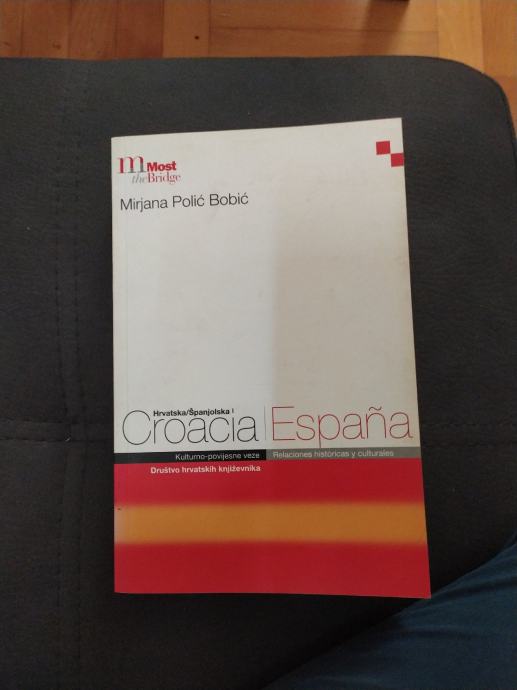 m Most
the Bridge
Mirjana Polić Bobić
Hrvatska/Španjolska
Croacia España
Kulturno-povijesne veze Relaciones históricas y culturales
Društvo hrvatskih književnika